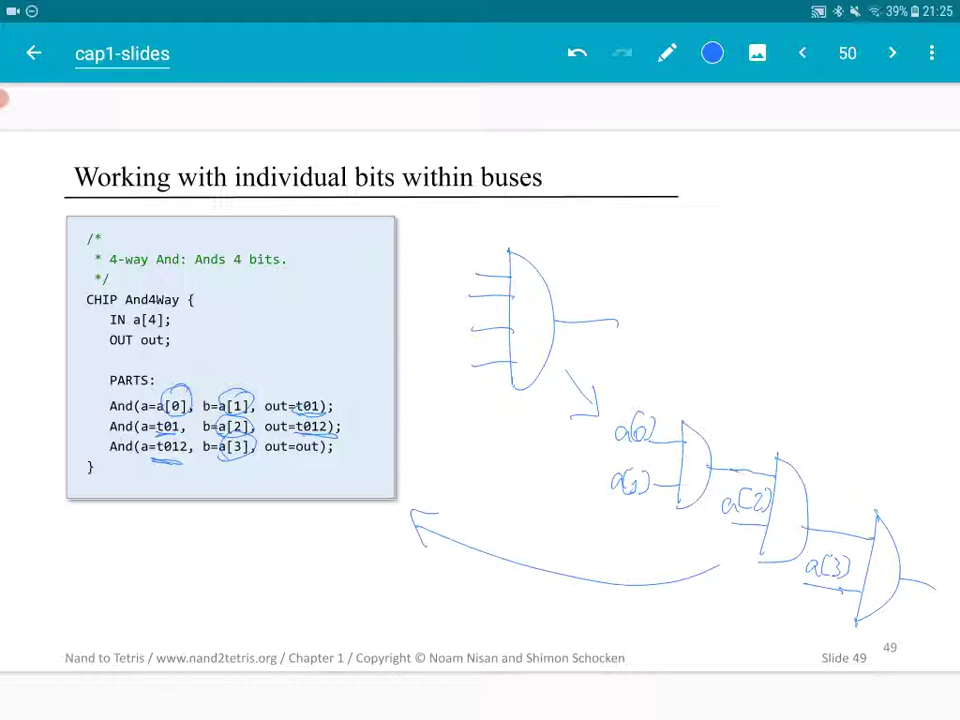 39% 21:25
cap1-slides
50
Working with individual bits within buses
/*
* 4-way And: Ands 4 bits.
*/
CHIP And4Way {
IN a[4];
OUT out;
PARTS:
And(a=a[0], b=a[1], out=t01);
And(a=t01, b=a[2], out=t012);
And(a=t012, b=a[3], out=out);
}
a[0]
a[1]
a[2]
a[3]
49
Nand to Tetris / www.nand2tetris.org / Chapter 1 / Copyright © Noam Nisan and Shimon Schocken
Slide 49